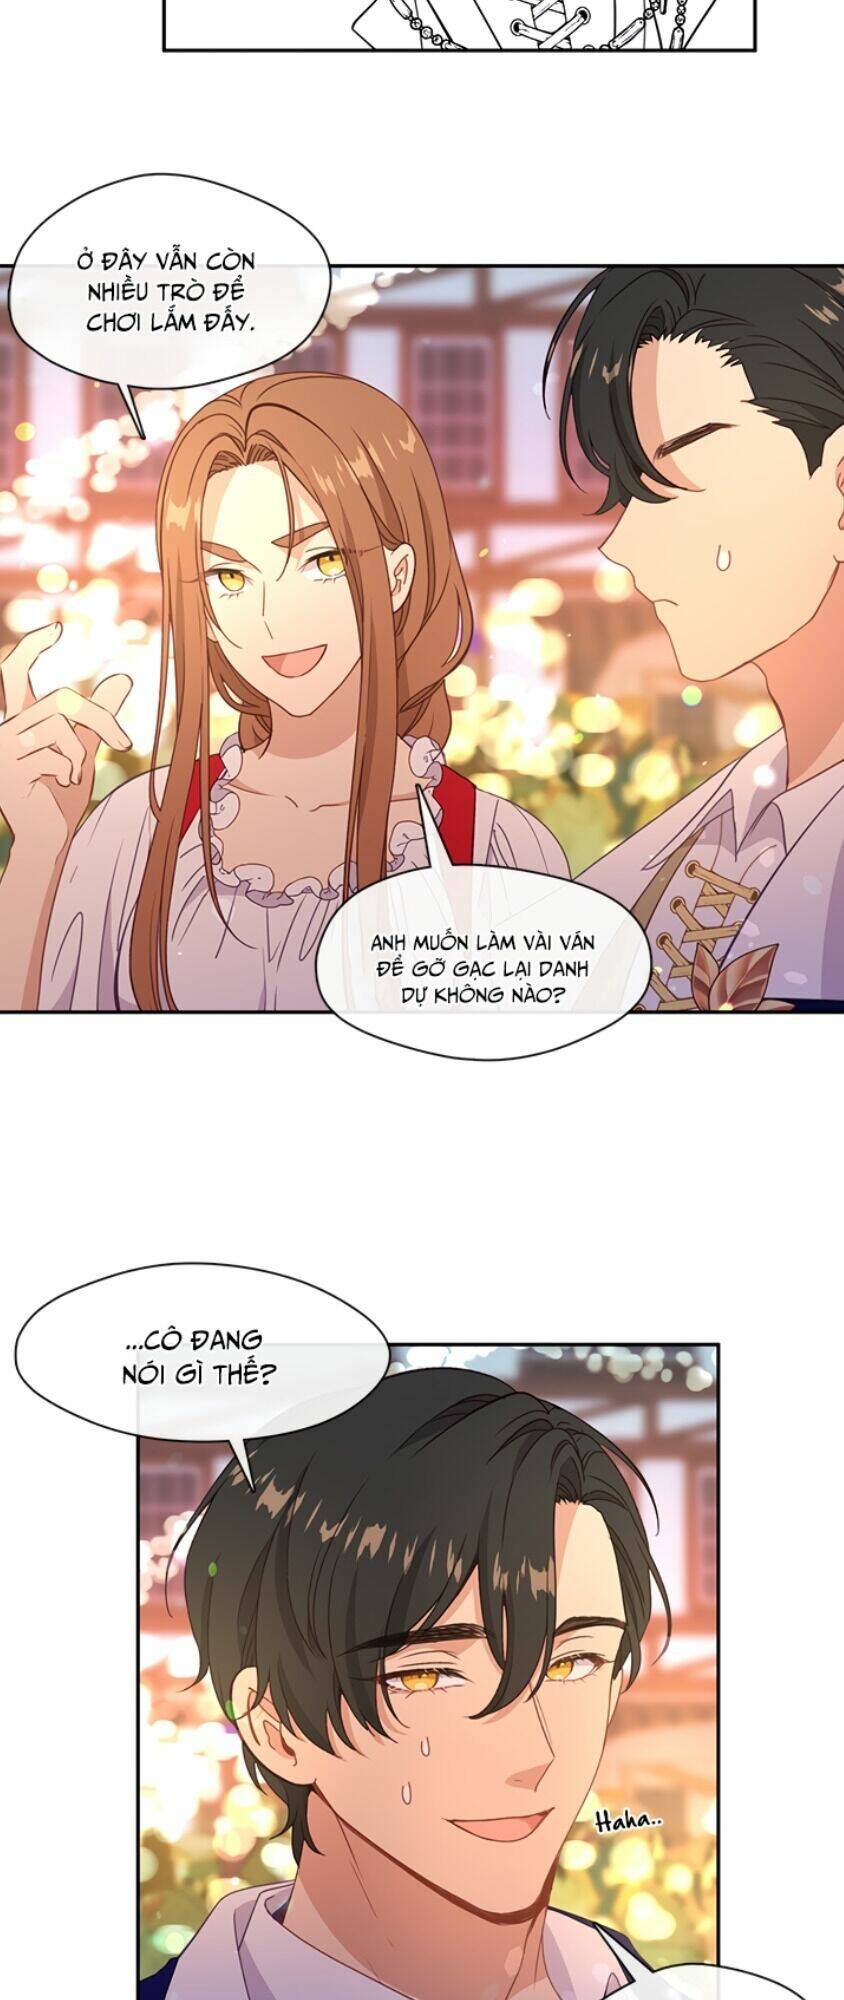 Ở ĐÂY VẪN CÒN
NHIỀU TRÒ ĐỂ
CHƠI LẮM ĐẤY.
ANH MUỐN LÀM VÀI VÁN
ĐỂ GỠ GẠC LẠI DANH
DỰ KHÔNG NÀO?
...CÔ ĐANG
NÓI GÌ THẾ?
Haha..